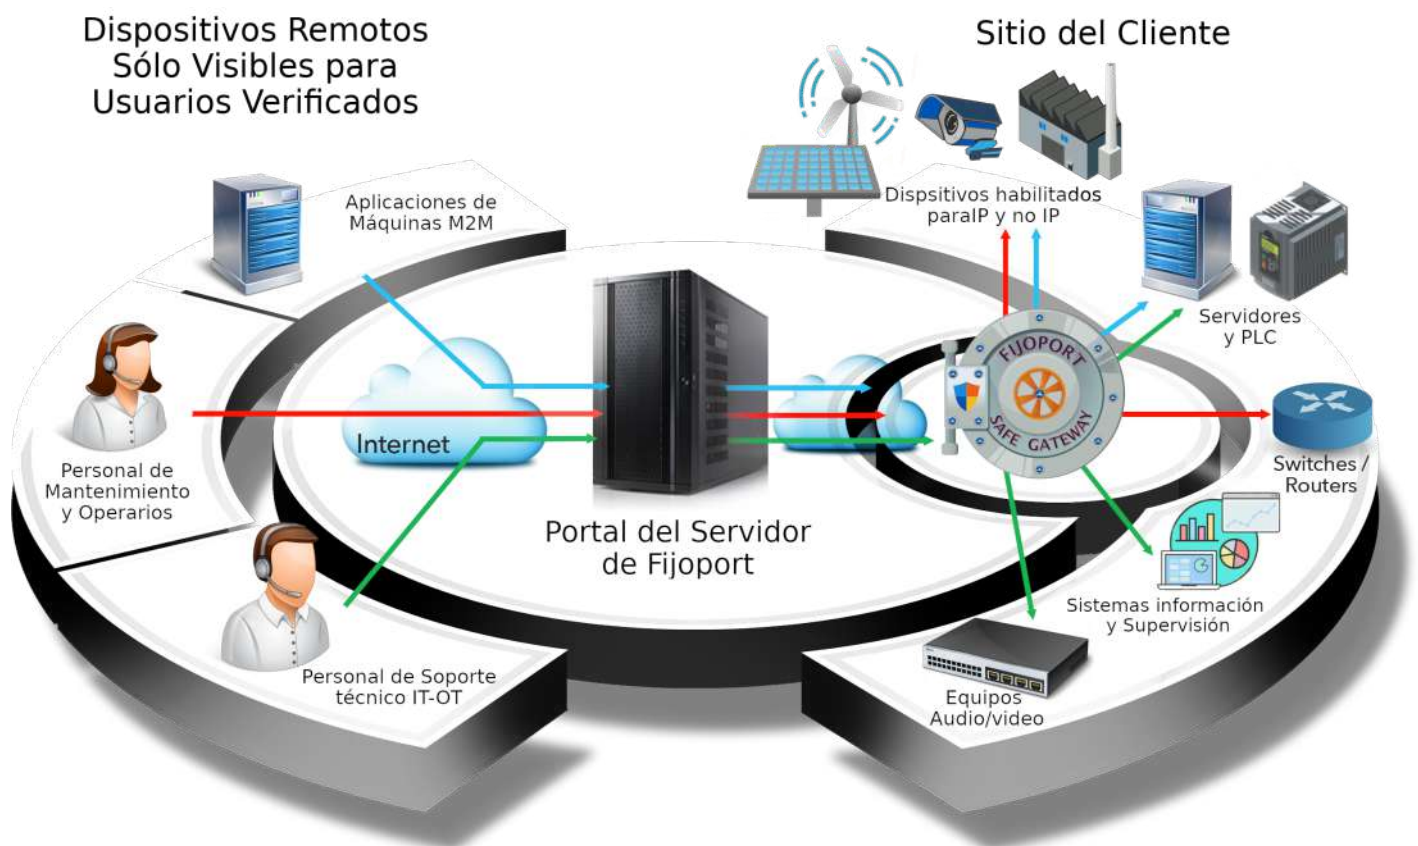 Dispositivos Remotos
Sólo Visibles para
Usuarios Verificados
Sitio del Cliente
Aplicaciones de
Máquinas M2M
Dispsitivos habilitados
paraIP y no IP
Servidores
y PLC
FIJOPORT
SAFE GATEWAY
Internet
Personal de
Mantenimiento
y Operarios
Switches /
Routers
Portal del Servidor
de Fijoport
Sistemas información
y Supervisión
Personal de Soporte
técnico IT-OT
Equipos
Audio/video